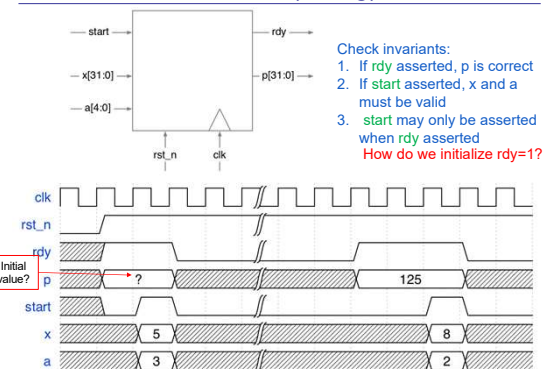 start
rdy
x[31:0]
p[31:0]
a[4:0]
rst_n
clk
Check invariants:
1. If rdy asserted, p is correct
2. If start asserted, x and a
must be valid
3. start may only be asserted
when rdy asserted
How do we initialize rdy=1?
clk
rst_n
rdy
Initial
value?
p
?
125
start
x
5
8
a
3
2